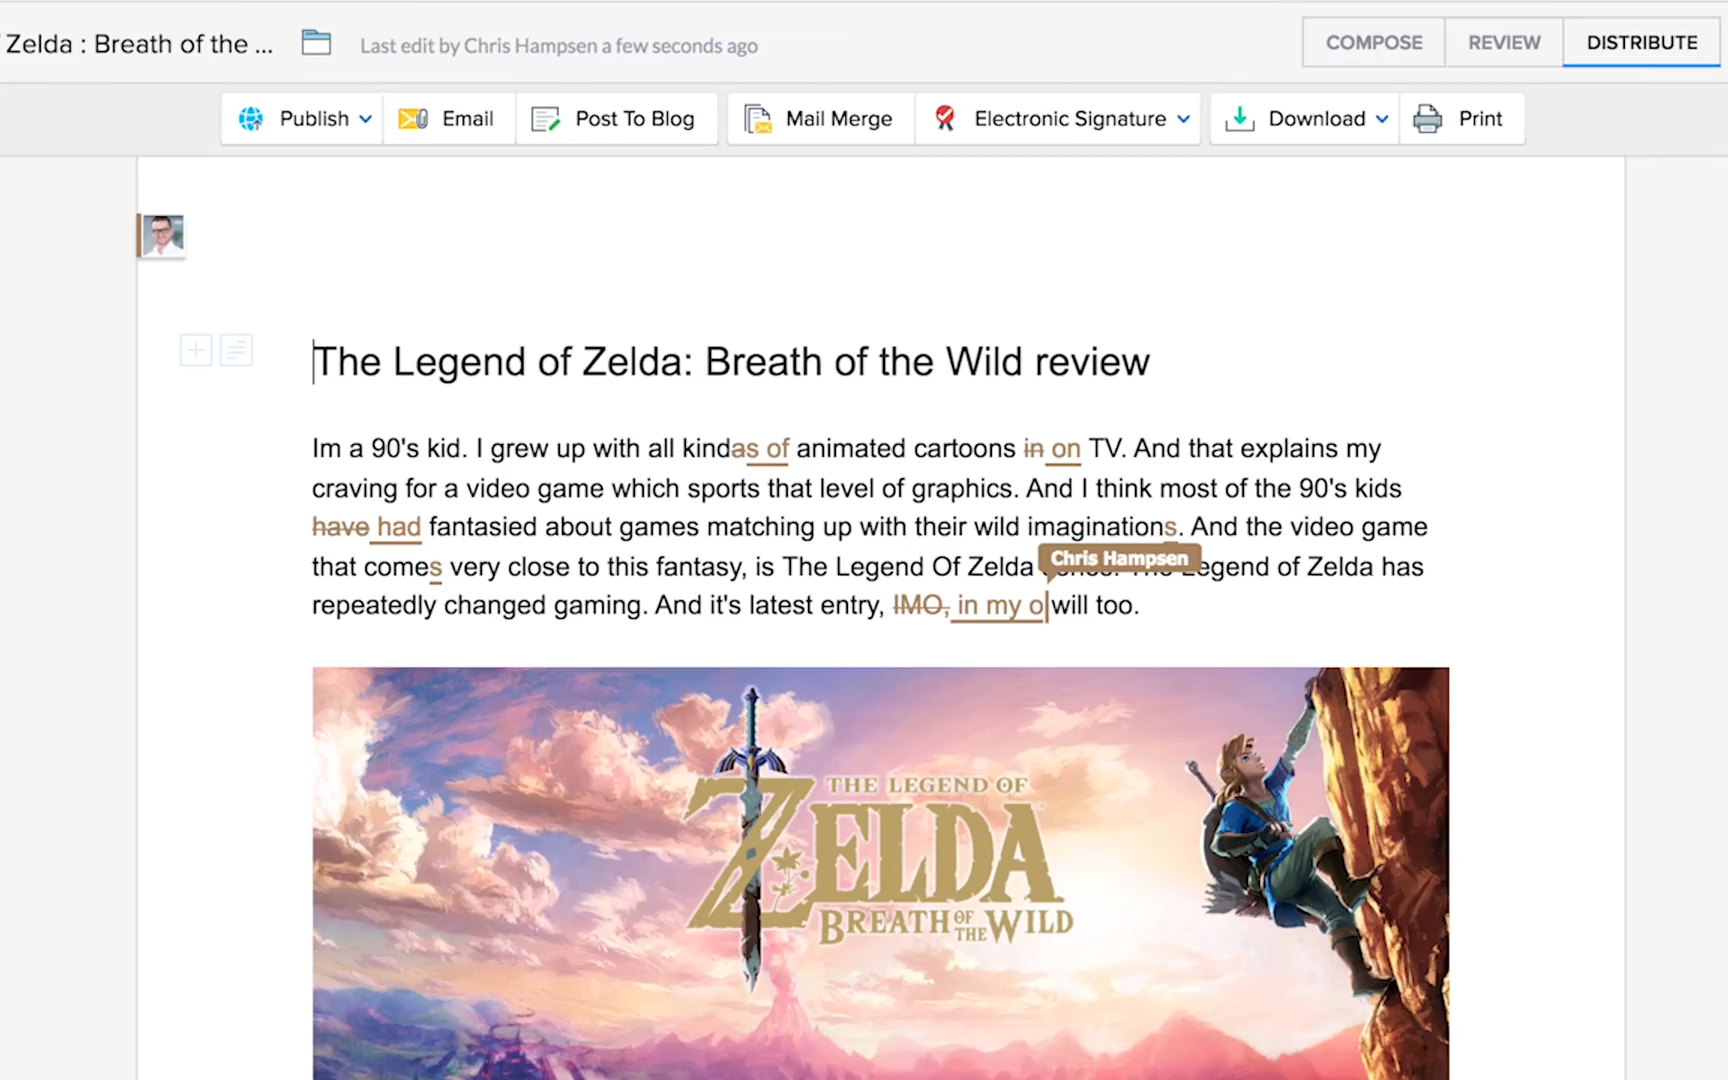 Zelda : Breath of the ... Last edit by Chris Hampsen a few seconds ago COMPOSE REVIEW DISTRIBUTE
Publish Email Post To Blog Mail Merge Electronic Signature Download Print
The Legend of Zelda: Breath of the Wild review
Im a 90's kid. I grew up with all kindas of animated cartoons in on TV. And that explains my
craving for a video game which sports that level of graphics. And I think most of the 90's kids
have had fantasied about games matching up with their wild imaginations. And the video game
Chris Hampsen
that comes very close to this fantasy, is The Legend Of Zelda Legend of Zelda has
repeatedly changed gaming. And it's latest entry, IMO, in my o will too.
THE LEGEND OF
ZELDA
BREATH OF THE WILD